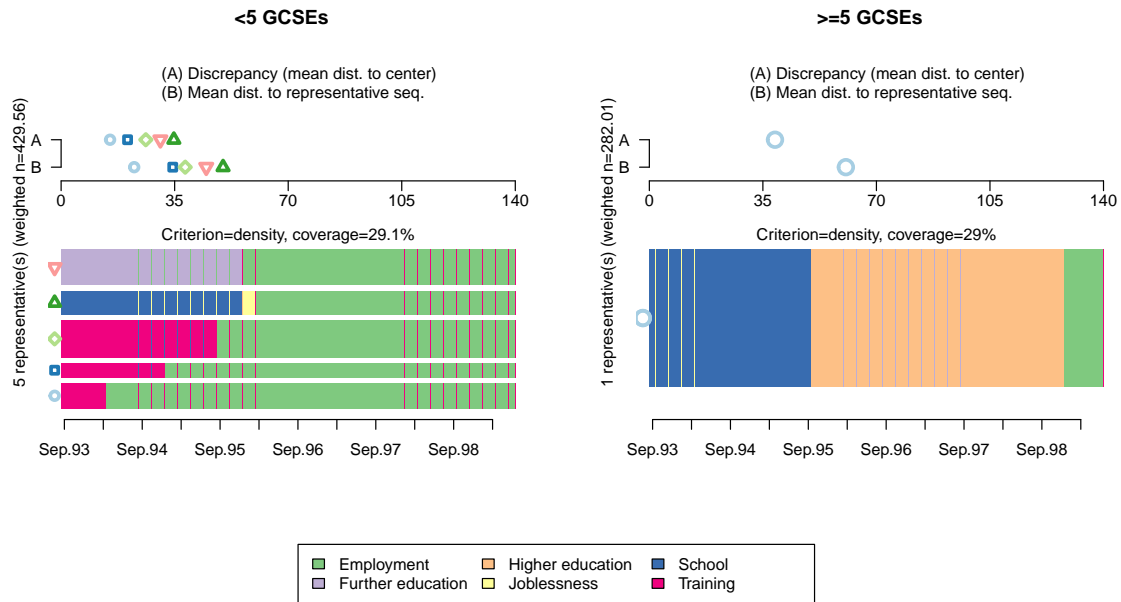 <5 GCSEs
(A) Discrepancy (mean dist. to center)
(B) Mean dist. to representative seq.
A
B
0 35 70 105 140
Criterion=density, coverage=29.1%
5 representative(s) (weighted n=429.56)
Sep.93 Sep.94 Sep.95 Sep.96 Sep.97 Sep.98
>=5 GCSEs
(A) Discrepancy (mean dist. to center)
(B) Mean dist. to representative seq.
A
B
0 35 70 105 140
Criterion=density, coverage=29%
1 representative(s) (weighted n=282.01)
Sep.93 Sep.94 Sep.95 Sep.96 Sep.97 Sep.98
Employment Higher education School
Further education Joblessness Training